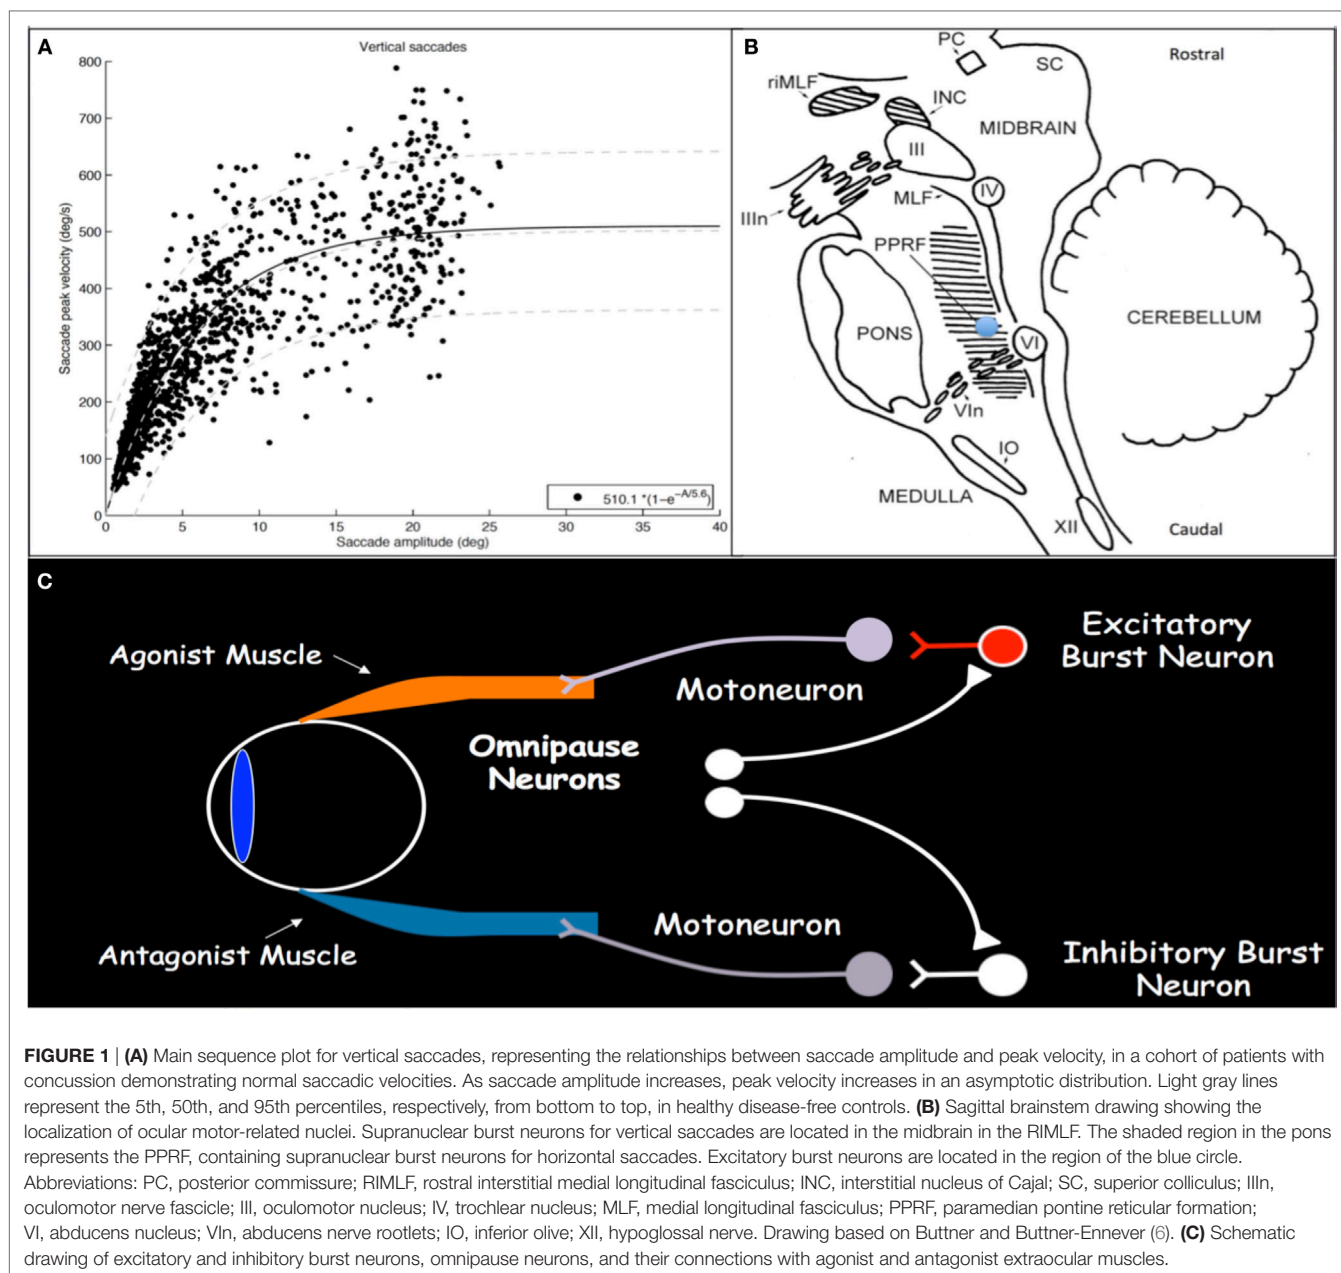 A
Vertical saccades
800
700
600
500
400
300
200
100
0
Saccade peak velocity (deg/s)
0 5 10 15 20 25 30 35 40
Saccade amplitude (deg)
510.1 *(1–e–A/5.6)
B
PC
SC
Rostral
riMLF
INC
MIDBRAIN
III
IV
MLF
IIIn
PPRF
PONS
VI
CEREBELLUM
VIn
IO
MEDULLA
XII
Caudal
C
Agonist Muscle
Motoneuron
Excitatory
Burst Neuron
Omnipause
Neurons
Antagonist Muscle
Motoneuron
Inhibitory Burst
Neuron
FIGURE 1 | (A) Main sequence plot for vertical saccades, representing the relationships between saccade amplitude and peak velocity, in a cohort of patients with
concussion demonstrating normal saccadic velocities. As saccade amplitude increases, peak velocity increases in an asymptotic distribution. Light gray lines
represent the 5th, 50th, and 95th percentiles, respectively, from bottom to top, in healthy disease-free controls. (B) Sagittal brainstem drawing showing the
localization of ocular motor-related nuclei. Supranuclear burst neurons for vertical saccades are located in the midbrain in the RIMLF. The shaded region in the pons
represents the PPRF, containing supranuclear burst neurons for horizontal saccades. Excitatory burst neurons are located in the region of the blue circle.
Abbreviations: PC, posterior commissure; RIMLF, rostral interstitial medial longitudinal fasciculus; INC, interstitial nucleus of Cajal; SC, superior colliculus; IIIn,
oculomotor nerve fascicle; III, oculomotor nucleus; IV, trochlear nucleus; MLF, medial longitudinal fasciculus; PPRF, paramedian pontine reticular formation;
VI, abducens nucleus; VIn, abducens nerve rootlets; IO, inferior olive; XII, hypoglossal nerve. Drawing based on Buttner and Buttner-Ennever (6). (C) Schematic
drawing of excitatory and inhibitory burst neurons, omnipause neurons, and their connections with agonist and antagonist extraocular muscles.